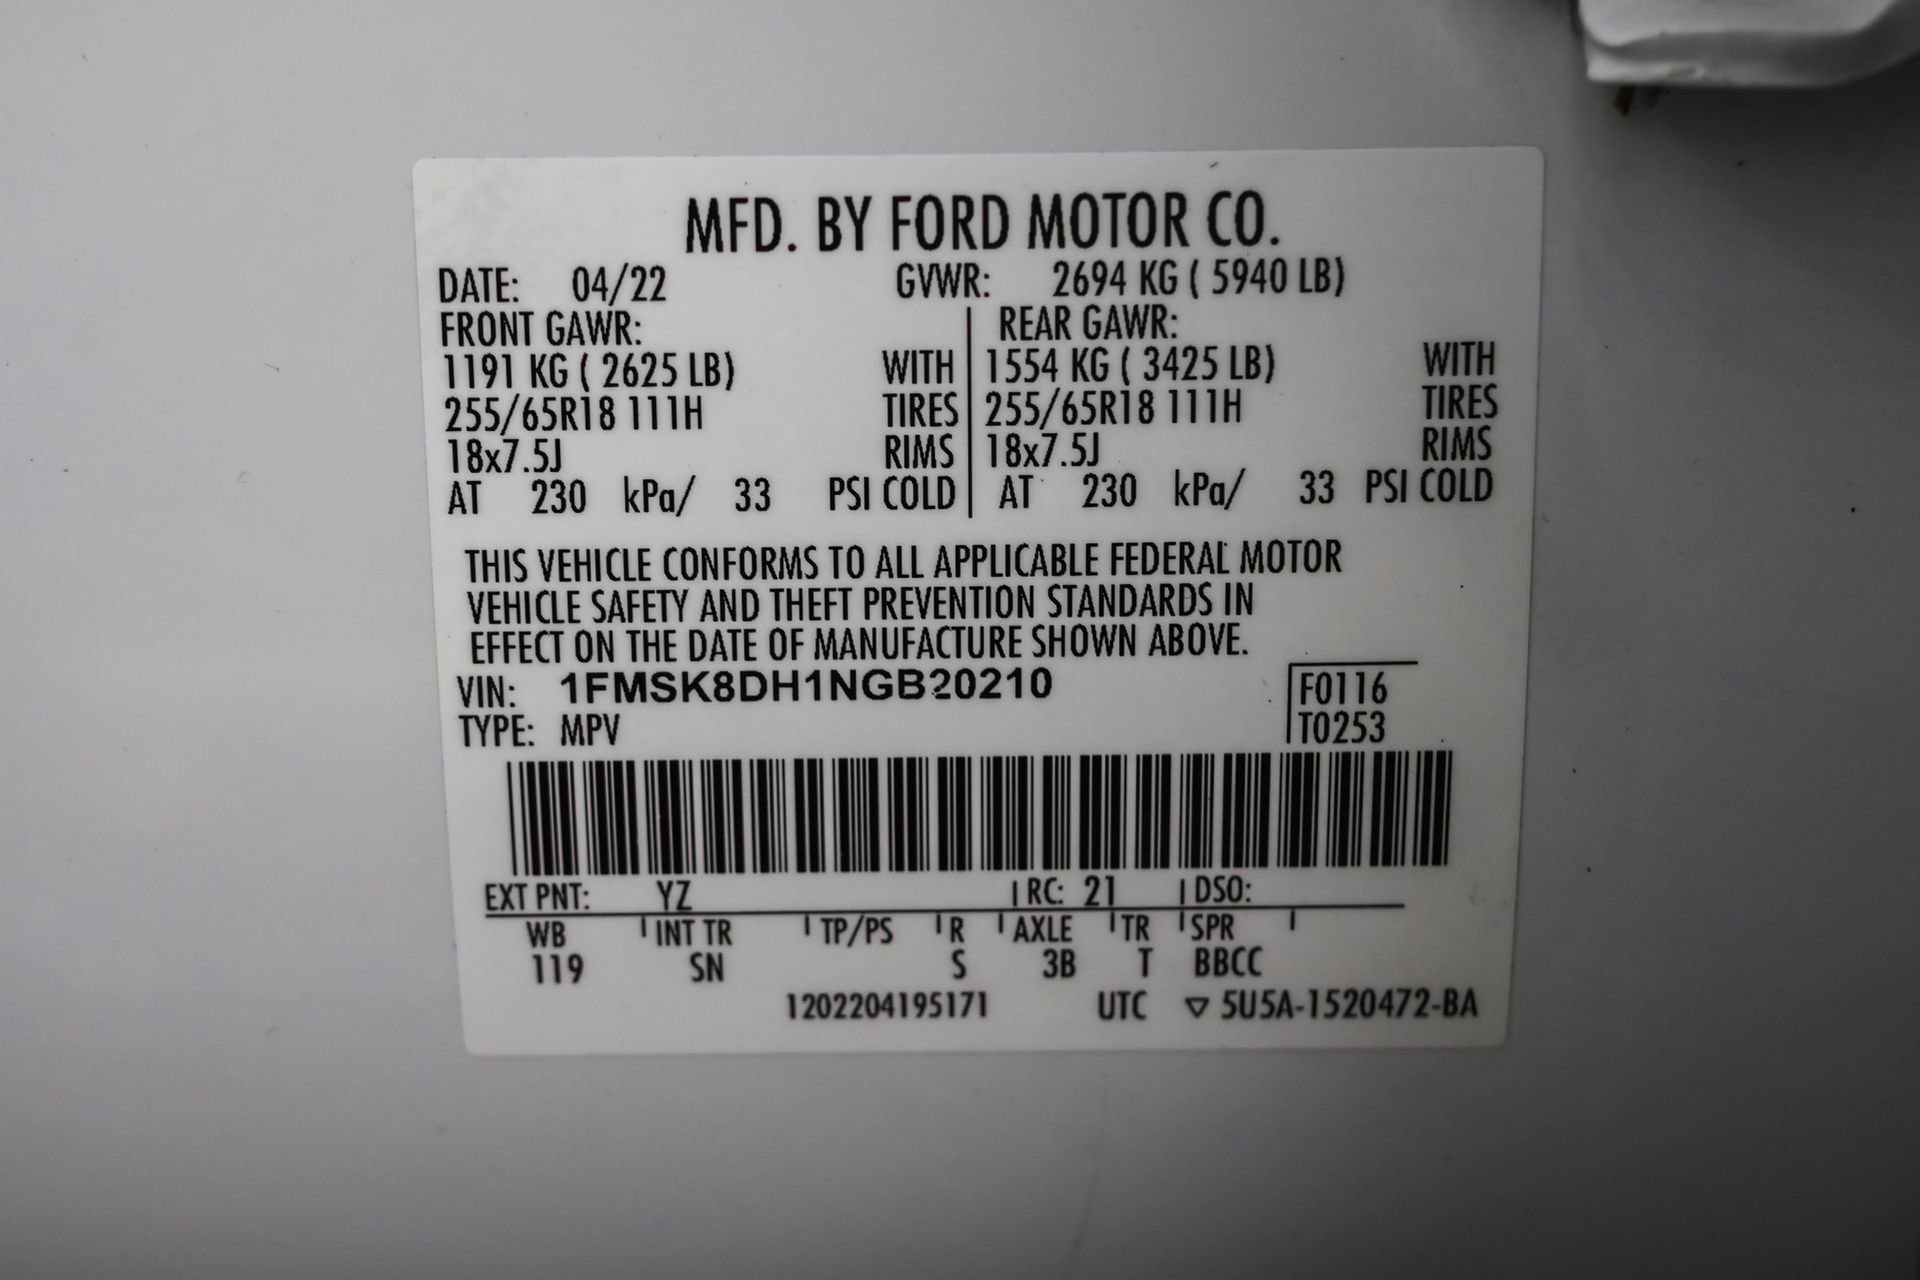 MFD. BY FORD MOTOR CO.
DATE: 04/22 GVWR: 2694 KG ( 5940 LB)
FRONT GAWR: REAR GAWR:
1191 KG ( 2625 LB) WITH 1554 KG ( 3425 LB) WITH
255/65R18 111H TIRES 255/65R18 111H TIRES
18x7.5J RIMS 18x7.5J RIMS
AT 230 kPa/ 33 PSI COLD AT 230 kPa/ 33 PSI COLD
THIS VEHICLE CONFORMS TO ALL APPLICABLE FEDERAL MOTOR
VEHICLE SAFETY AND THEFT PREVENTION STANDARDS IN
EFFECT ON THE DATE OF MANUFACTURE SHOWN ABOVE.
VIN: 1FMSK8DH1NGB20210 F0116
TYPE: MPV T0253
EXT PNT: YZ RC: 21 DSO:
WB INT TR TP/PS R AXLE TR SPR
119 SN S 3B T BBCC
1202204195171 UTC ▽ 5U5A-1520472-BA